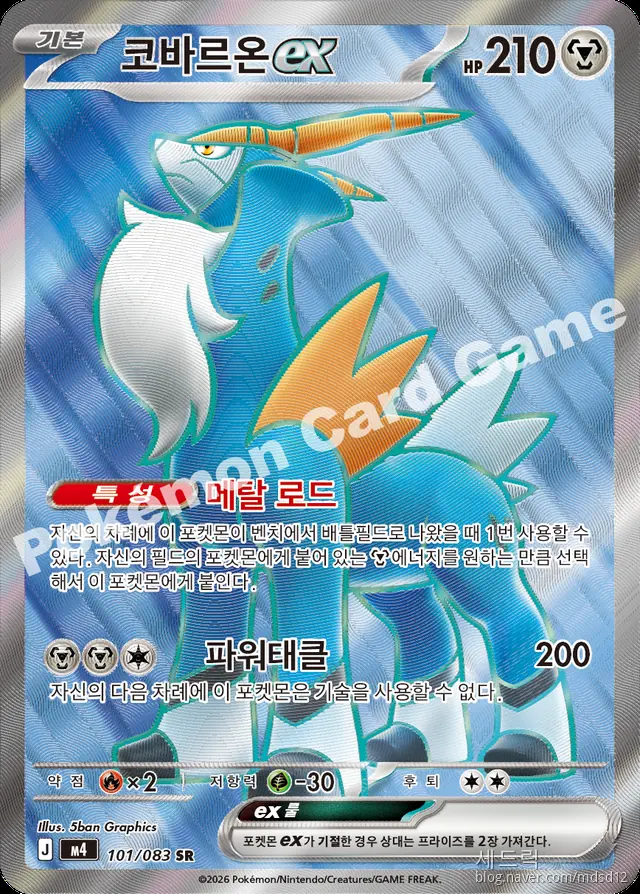 기본
코바르온 ex
HP 210
Pokémon Card Game
특성 메탈 로드
자신의 차례에 이 포켓몬이 벤치에서 배틀필드로 나왔을 때 1번 사용할 수
있다. 자신의 필드의 포켓몬에게 붙어 있는 에너지를 원하는 만큼 선택
해서 이 포켓몬에게 붙인다.
파워태클 200
자신의 다음 차례에 이 포켓몬은 기술을 사용할 수 없다.
약점 ×2 저항력 -30 후퇴
ex 룰
포켓몬 ex가 기절한 경우 상대는 프라이즈를 2장 가져간다.
Illus. 5ban Graphics
J M4 101/083 SR
©2026 Pokémon/Nintendo/Creatures/GAME FREAK.
세드릭
blog.naver.com/mdsd12